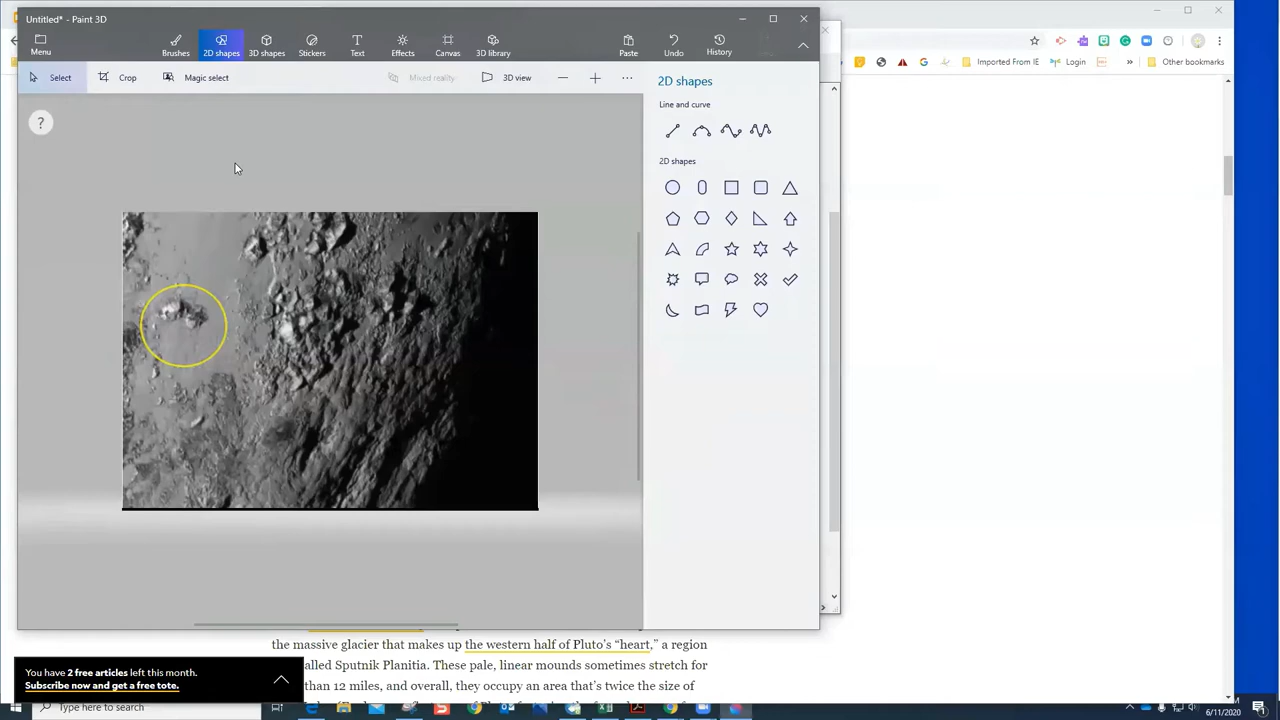 Untitled* - Paint 3D
Menu
Brushes
2D shapes
3D shapes
Stickers
Text
Effects
Canvas
3D library
Paste
Undo
History
Select
Crop
Magic select
Mixed reality
3D view
2D shapes
Line and curve
2D shapes
?
Imported From IE
Login
Other bookmarks
the massive glacier that makes up the western half of Pluto's “heart,” a region
alled Sputnik Planitia. These pale, linear mounds sometimes stretch for
than 12 miles, and overall, they occupy an area that's twice the size of
You have 2 free articles left this month.
Subscribe now and get a free tote.
Type here to search
6/11/2020